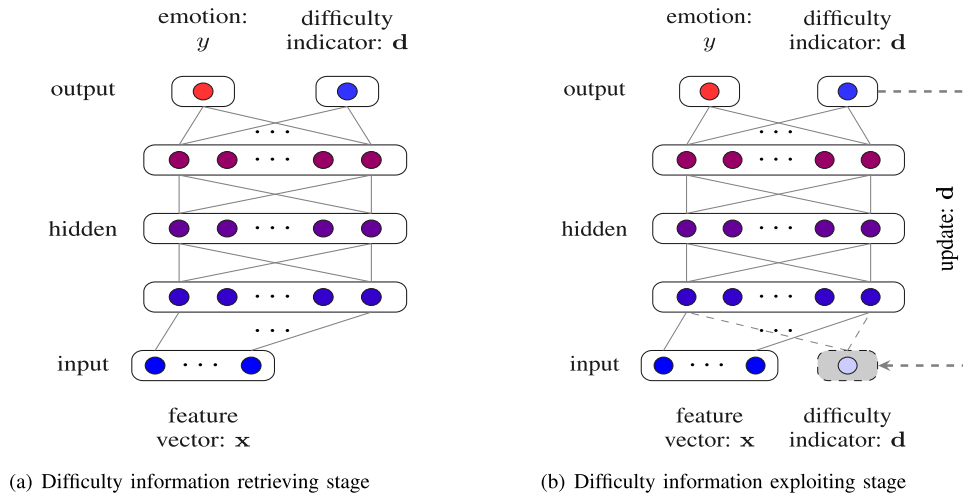 emotion:
y
difficulty
indicator: d
output
. . .
. . .
hidden
. . .
. . .
. . .
input
. . .
feature
vector: x
(a) Difficulty information retrieving stage
emotion:
y
difficulty
indicator: d
output
. . .
. . .
hidden
. . .
. . .
. . .
input
. . .
update: d
feature
vector: x
difficulty
indicator: d
(b) Difficulty information exploiting stage